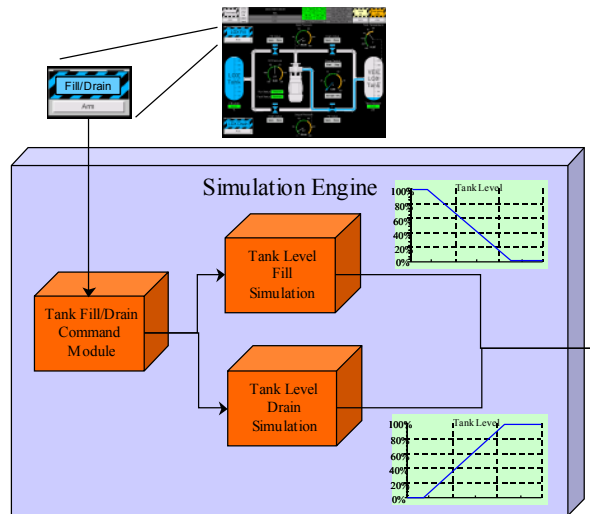 Fill/Drain
Arm
Simulation Engine
Tank Level
100%
80%
60%
40%
20%
0%
Tank Level
Fill
Simulation
Tank Fill/Drain
Command
Module
Tank Level
Drain
Simulation
Tank Level
100%
80%
60%
40%
20%
0%